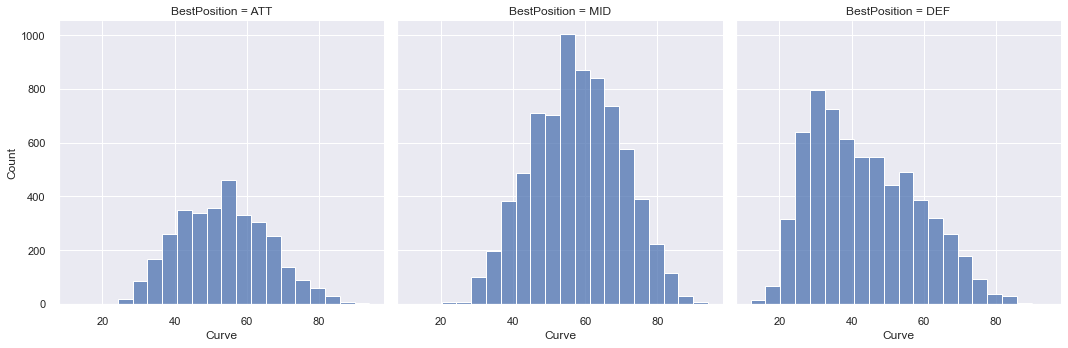 BestPosition = ATT
BestPosition = MID
BestPosition = DEF
Count
1000
800
600
400
200
0
20 40 60 80
20 40 60 80
20 40 60 80
Curve
Curve
Curve